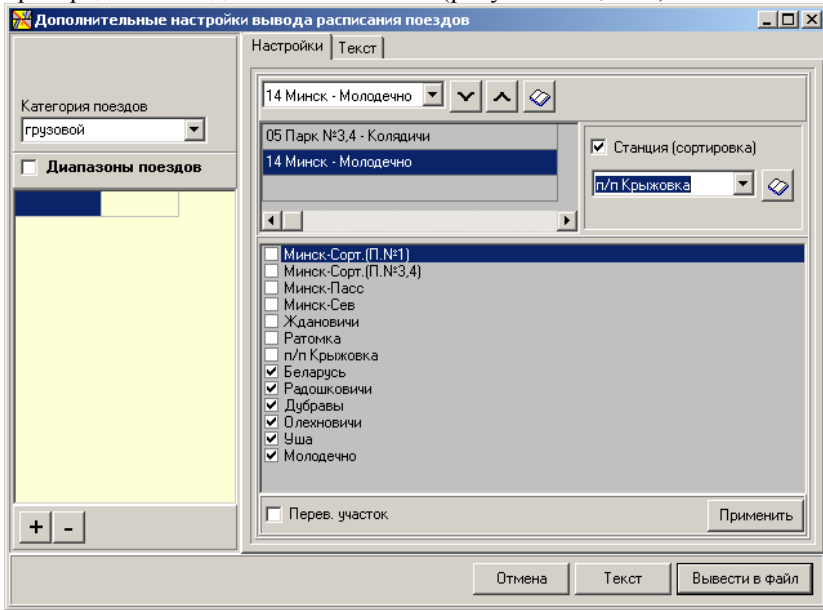 Дополнительные настройки вывода расписания поездов
Настройки Текст
14 Минск - Молодечно
Категория поездов
грузовой
05 Парк №3,4 - Колядичи
14 Минск - Молодечно
Станция (сортировка)
Диапазоны поездов
п/п Крыжовка
Минск-Сорт.(П.№1)
Минск-Сорт.(П.№3,4)
Минск-Пасс
Минск-Сев
Ждановичи
Ратомка
п/п Крыжовка
Беларусь
Радошковичи
Дубравы
Олехновичи
Уша
Молодечно
Перев. участок
Применить
+ -
Отмена Текст Вывести в файл